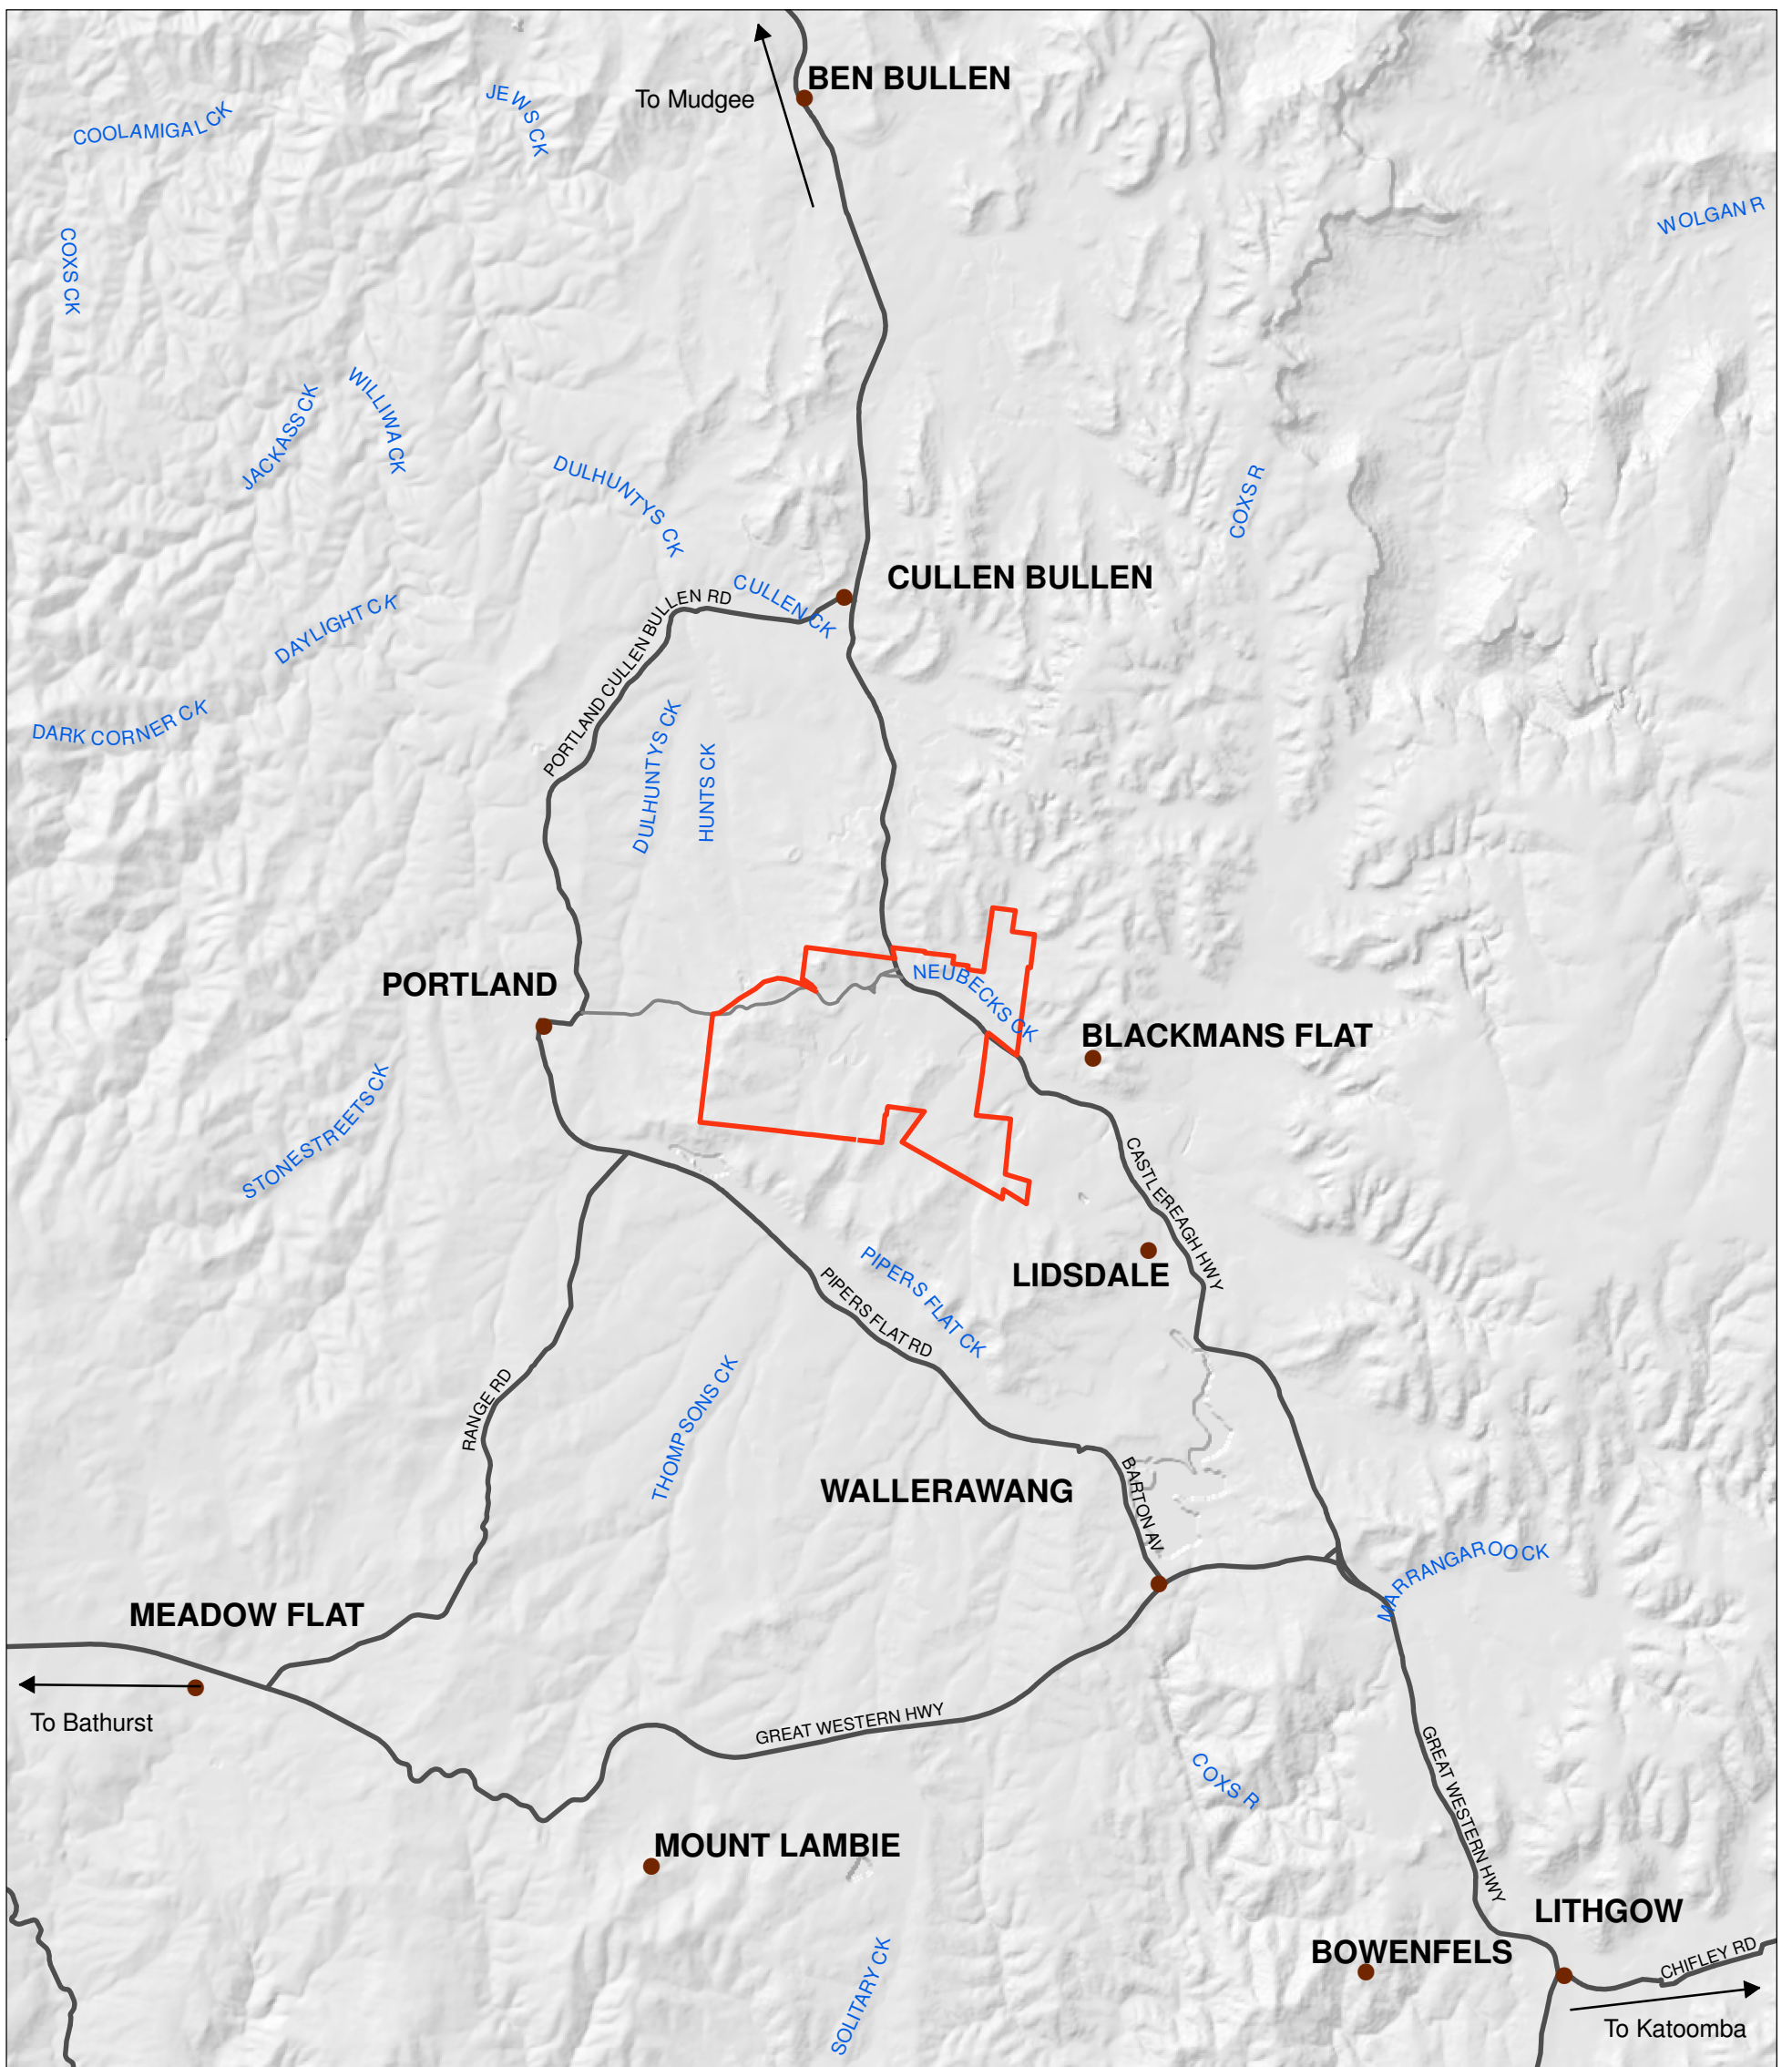 BEN BULLEN
To Mudgee
COOLAMIGAL CK
JEWS CK
WOLGAN R
COXS CK
JACKASS CK
WILLIWA CK
DULHUNTYS CK
COXS R
CULLEN BULLEN
CULLEN CK
PORTLAND CULLEN BULLEN RD
DAYLIGHT CK
DARK CORNER CK
DULHUNTYS CK
HUNTS CK
PORTLAND
NEUBECKS CK
BLACKMANS FLAT
STONESTREETS CK
CASTLEREAGH HWY
LIDSDALE
PIPERS FLAT CK
PIPERS FLAT RD
RANGE RD
THOMPSONS CK
WALLERAWANG
BARTON AV
MARRANGAROO CK
MEADOW FLAT
To Bathurst
GREAT WESTERN HWY
COXS R
GREAT WESTERN HWY
MOUNT LAMBIE
LITHGOW
BOWENFELS
CHIFLEY RD
SOLITARY CK
To Katoomba